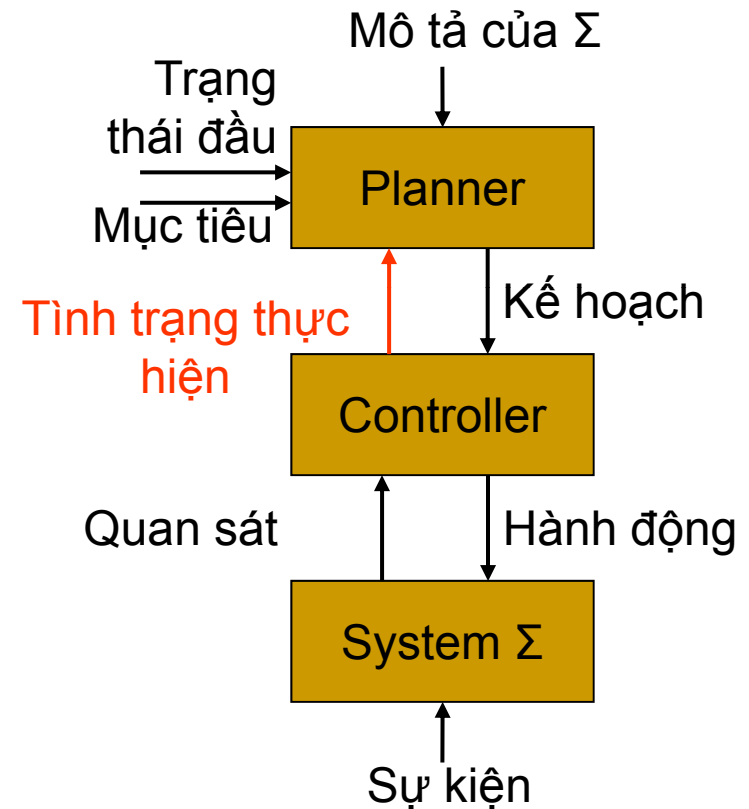 Mô tả của Σ
Trạng
thái đầu
Planner
Mục tiêu
Tình trạng thực
hiện
Kế hoạch
Controller
Quan sát
Hành động
System Σ
Sự kiện